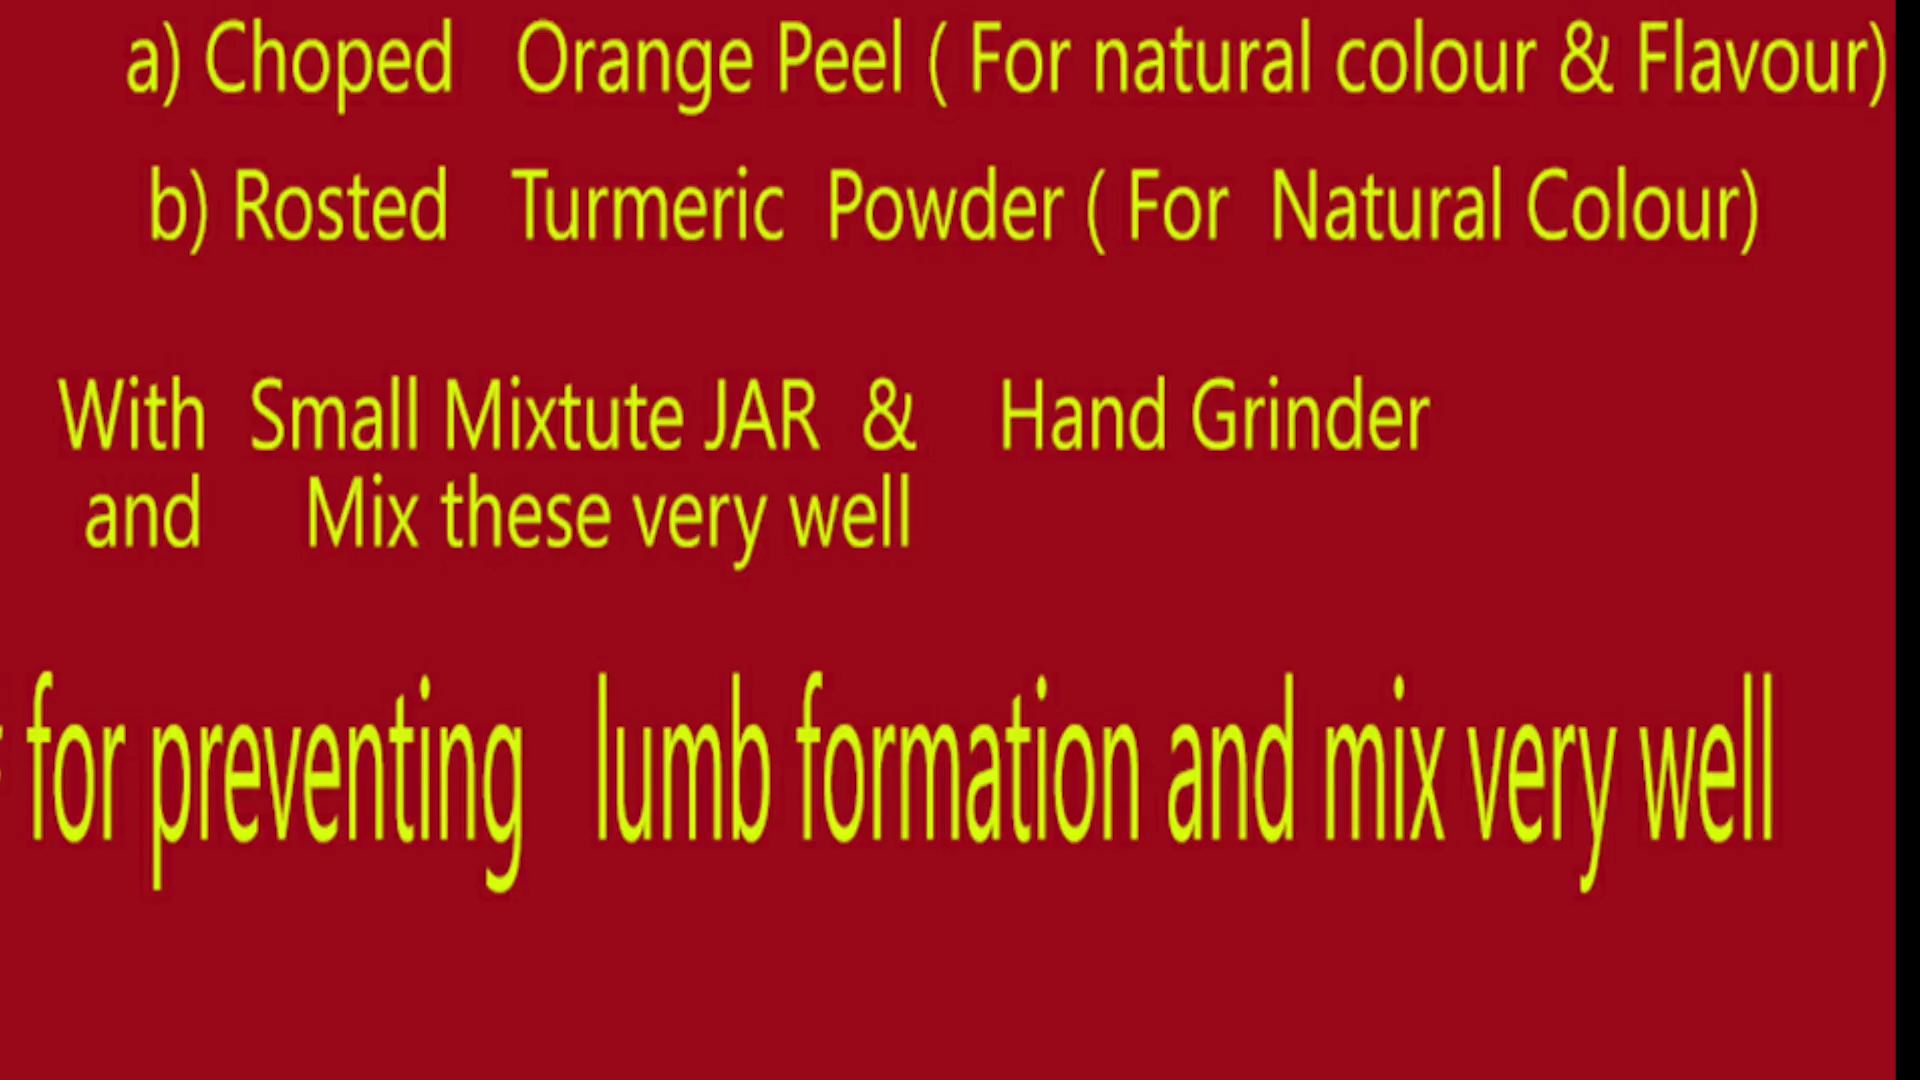 a) Choped Orange Peel ( For natural colour & Flavour)
b) Rosted Turmeric Powder ( For Natural Colour)
With Small Mixtute JAR & Hand Grinder
and Mix these very well
for preventing lumb formation and mix very well